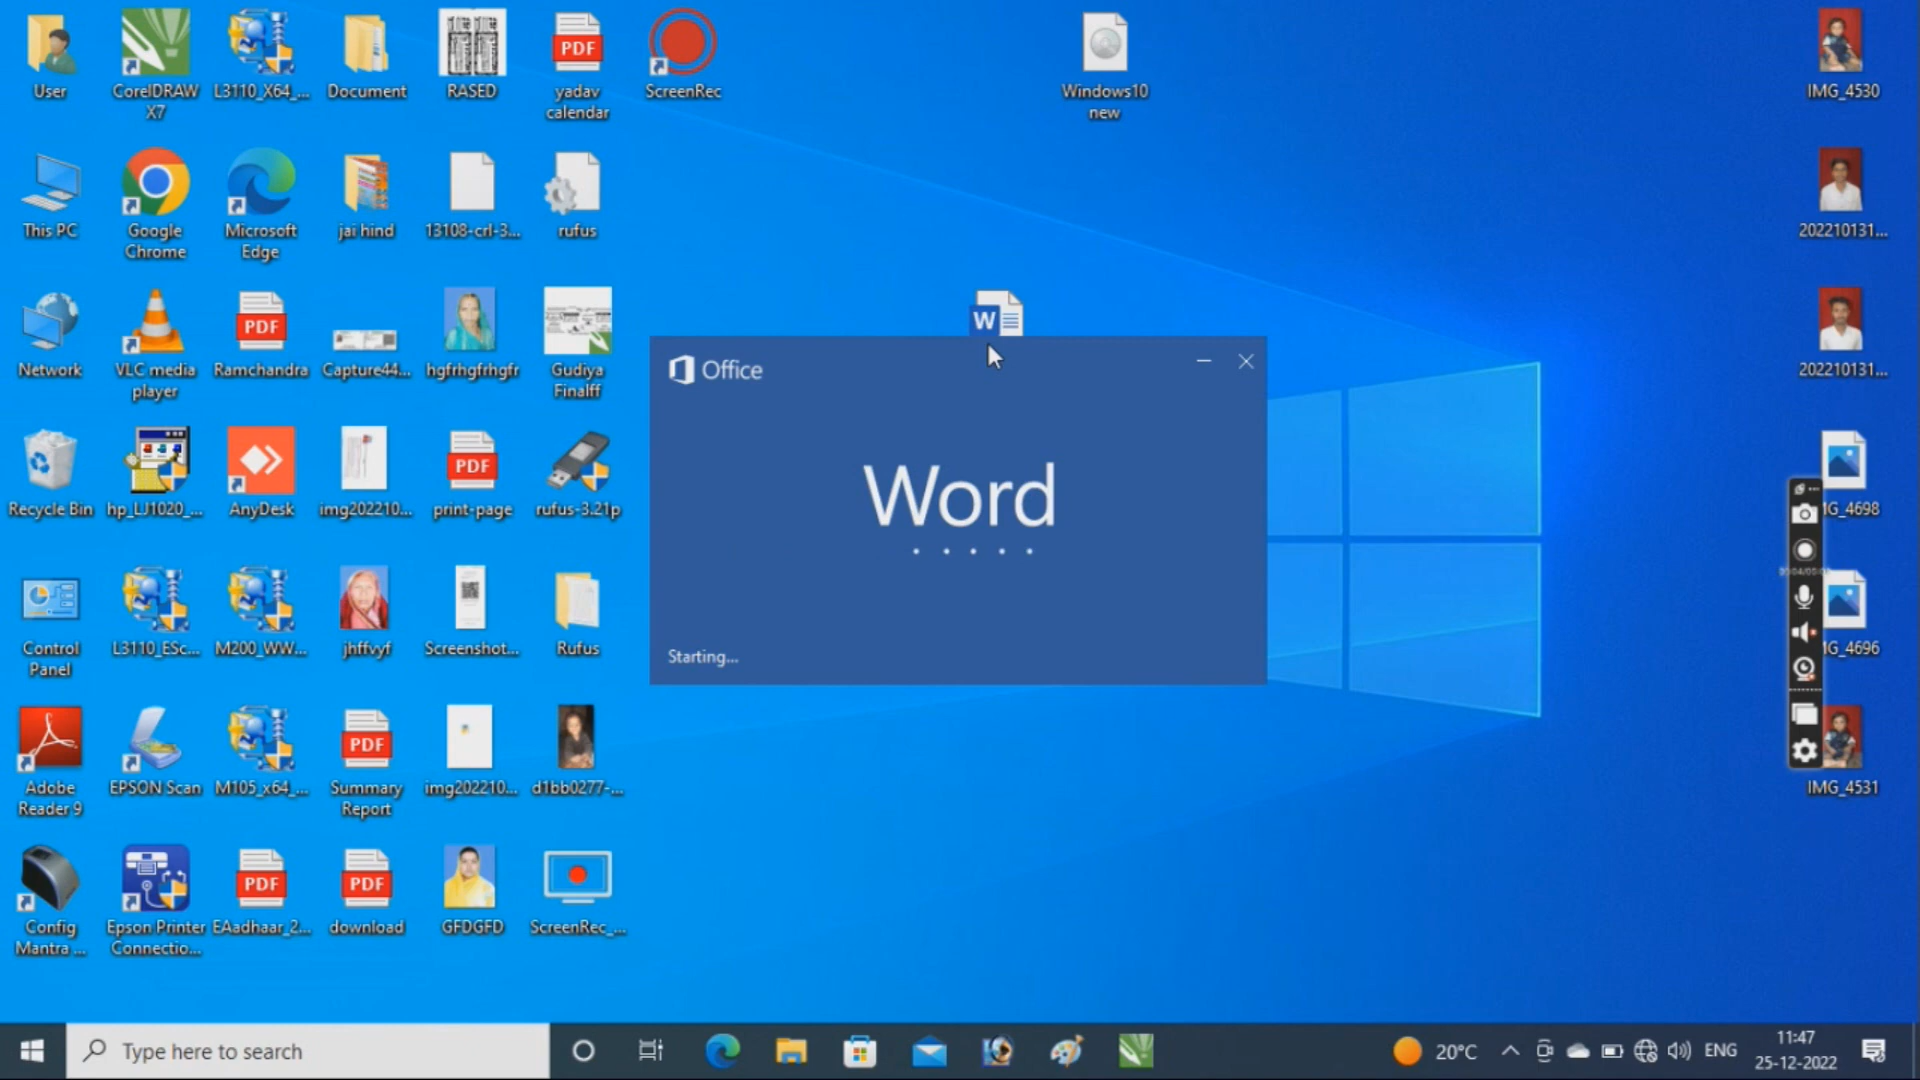 User
CorelDRAW
X7
L3110_X64_...
Document
RASED
yadav
calendar
ScreenRec
Windows10
new
IMG_4530
This PC
Google
Chrome
Microsoft
Edge
jai hind
13108-crl-3...
rufus
202210131...
Network
VLC media
player
PDF
Ramchandra
Capture44...
hgfrhgfrhgfr
Gudiya
Finalff
202210131...
W
Office
Word
Starting...
Recycle Bin
hp_LJ1020_...
AnyDesk
img202210...
PDF
print-page
rufus-3.21p
IG_4698
Control
Panel
L3110_ESc...
M200_WW...
jhffvyf
Screenshot...
Rufus
IG_4696
Adobe
Reader 9
EPSON Scan
M105_x64_...
PDF
Summary
Report
img202210...
d1bb0277-...
IMG_4531
Config
Mantra ...
Epson Printer
Connectio...
PDF
EAadhaar_2...
PDF
download
GFDGFD
ScreenRec_...
PDF
Type here to search
20°C
ENG
11:47
25-12-2022